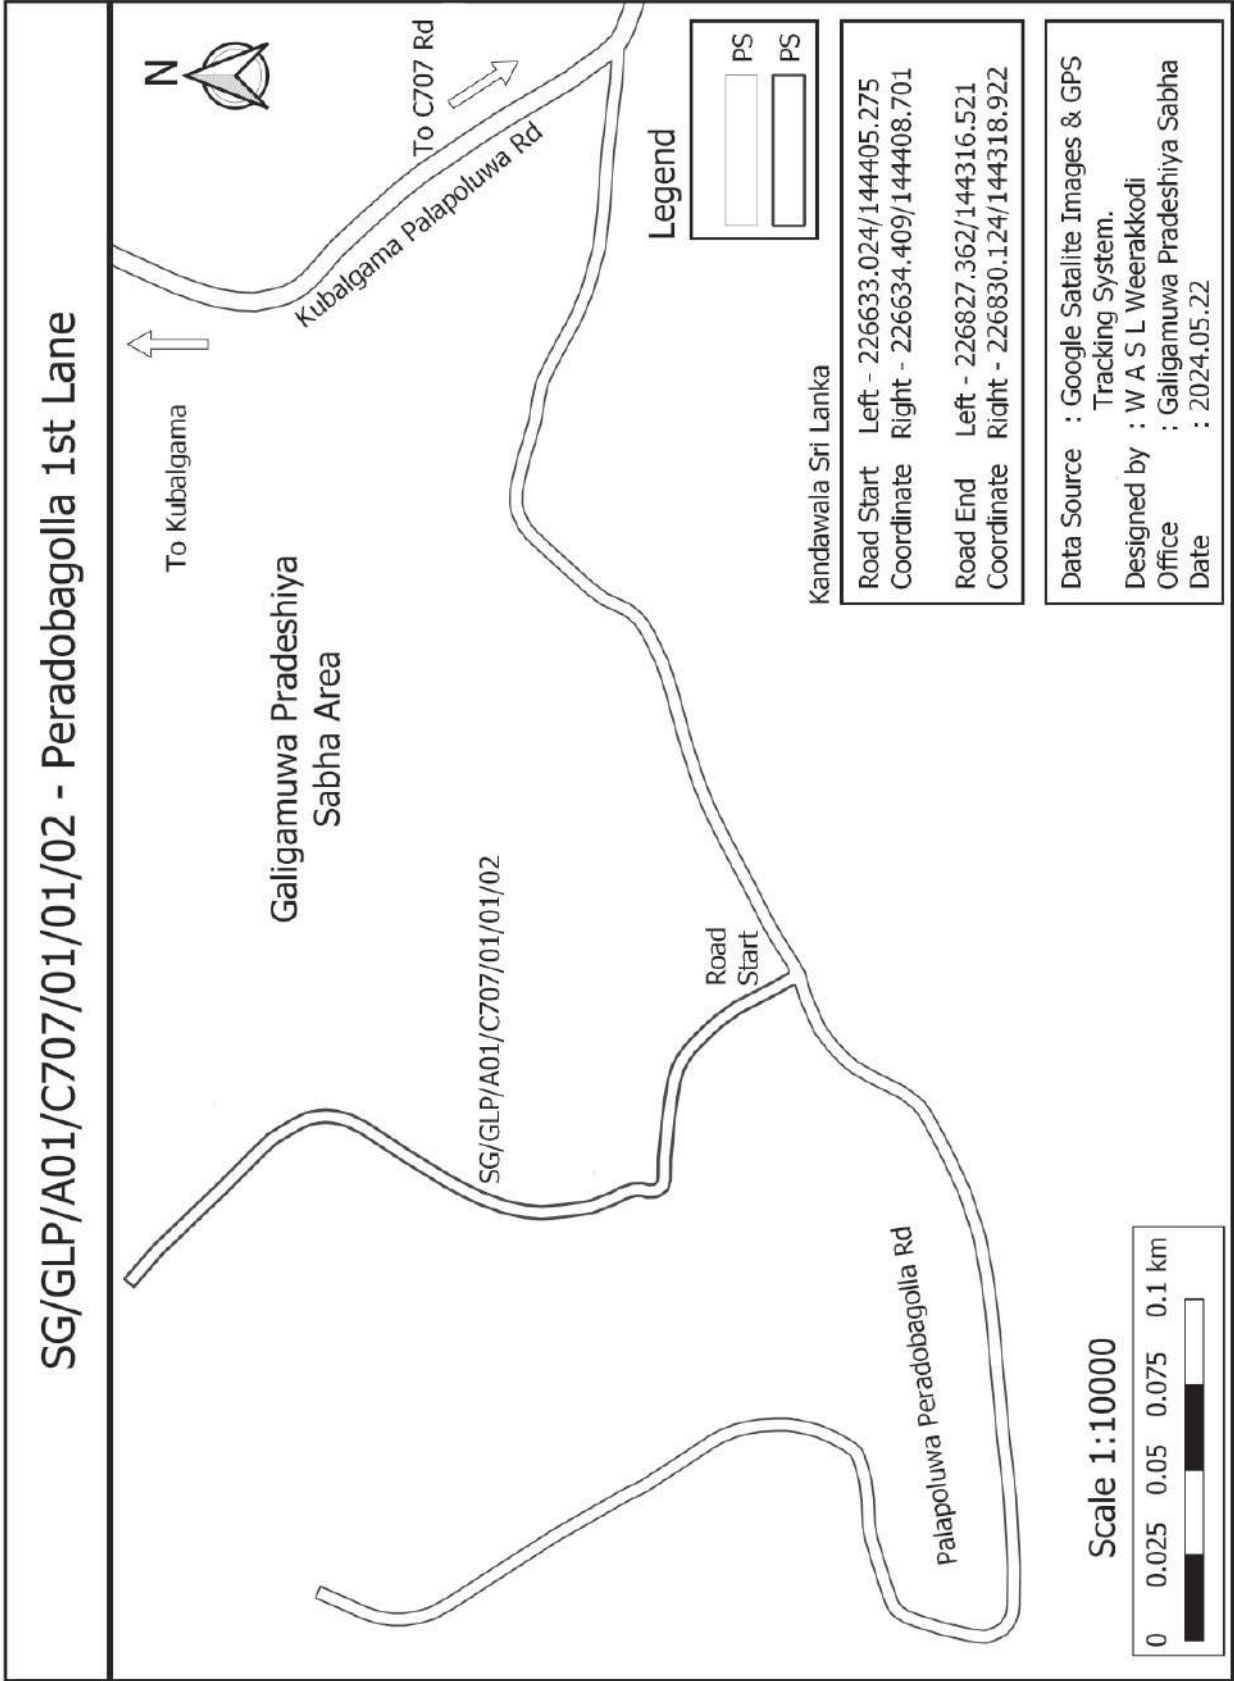 SG/GLP/A01/C707/01/01/02 - Peradobagolla 1st Lane
N
To Kubalgama
To C707 Rd
Kubalgama Palapoluwa Rd
Galigamuwa Pradeshiya
Sabha Area
SG/GLP/A01/C707/01/01/02
Road
Start
Palapoluwa Peradobagolla Rd
Legend
PS
PS
Kandawala Sri Lanka
Road Start Left - 226633.024/144405.275
Coordinate Right - 226634.409/144408.701
Road End Left - 226827.362/144316.521
Coordinate Right - 226830.124/144318.922
Data Source : Google Satalite Images & GPS
Tracking System.
Designed by : W A S L Weerakkodi
Office : Galigamuwa Pradeshiya Sabha
Date : 2024.05.22
Scale 1:10000
0 0.025 0.05 0.075 0.1 km